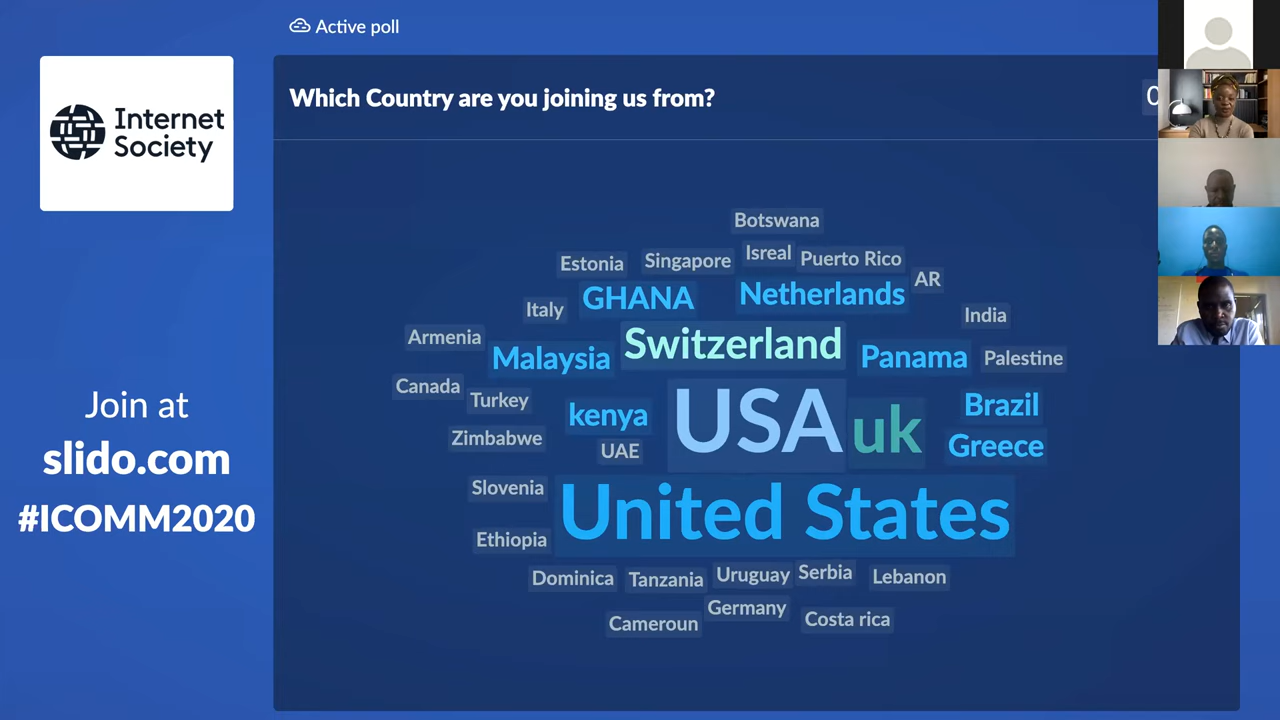 Active poll
Internet
Society
Which Country are you joining us from?
Botswana
Estonia Singapore Isreal Puerto Rico
AR
Italy GHANA Netherlands
India
Armenia Malaysia Switzerland Panama Palestine
Canada
Turkey kenya USA uk Brazil
Zimbabwe UAE Greece
Slovenia
United States
Ethiopia
Dominica Tanzania Uruguay Serbia Lebanon
Cameroun Germany Costa rica
Join at
slido.com
#ICOMM2020